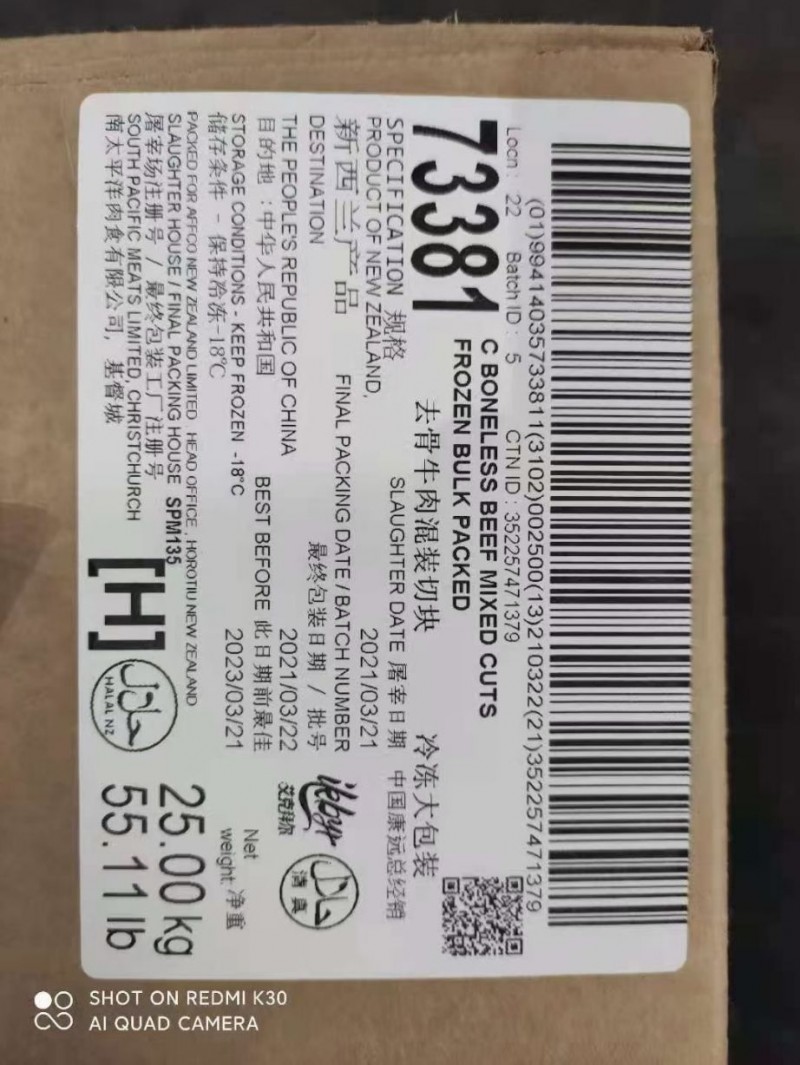 (01)99414035733811(3102)002500(13)210322(21)352257471379
Locn: 22 Batch ID: 5 CTN ID: 352257471379
73381
C BONELESS BEEF MIXED CUTS
FROZEN BULK PACKED
去骨牛肉混装切块 冷冻大包装
SPECIFICATION 规格
PRODUCT OF NEW ZEALAND,
新西兰产品
SLAUGHTER DATE 屠宰日期
2021/03/21
中国康远总经销
DESTINATION
THE PEOPLE'S REPUBLIC OF CHINA
目的地：中华人民共和国
FINAL PACKING DATE / BATCH NUMBER
最终包装日期 / 批号
2021/03/22
BEST BEFORE 此日期前最佳
2023/03/21
艾克拜尔
清真
STORAGE CONDITIONS - KEEP FROZEN -18°C
储存条件 - 保持冷冻-18°C
PACKED FOR AFFCO NEW ZEALAND LIMITED, HEAD OFFICE, HOROTIU NEW ZEALAND
SLAUGHTER HOUSE / FINAL PACKING HOUSE SPM135
屠宰场注册号 / 最终包装工厂注册号
SOUTH PACIFIC MEATS LIMITED, CHRISTCHURCH
南太平洋肉食有限公司, 基督城
[H]
حلال
HALAL NZ
Net
weight: 净重
25.00 kg
55.11 lb
SHOT ON REDMI K30
AI QUAD CAMERA